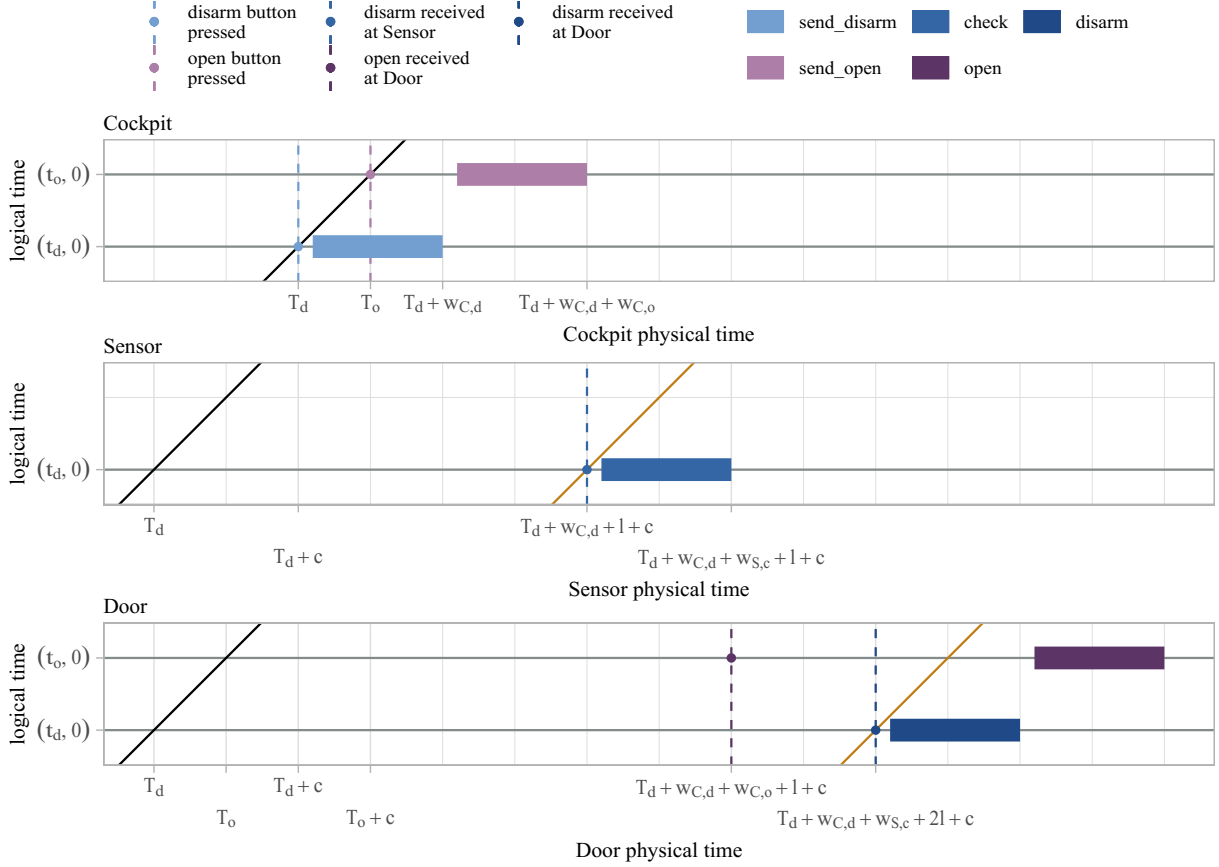 disarm button
pressed
disarm received
at Sensor
disarm received
at Door
open button
pressed
open received
at Door
send_disarm
check
disarm
send_open
open
Cockpit
logical time
(t_o, 0)
(t_d, 0)
T_d
T_o
T_d + w_C,d
T_d + w_C,d + w_C,o
Cockpit physical time
Sensor
logical time
(t_d, 0)
T_d
T_d + c
T_d + w_C,d + l + c
T_d + w_C,d + w_S,c + l + c
Sensor physical time
Door
logical time
(t_o, 0)
(t_d, 0)
T_d
T_o
T_d + c
T_o + c
T_d + w_C,d + w_C,o + l + c
T_d + w_C,d + w_S,c + 2l + c
Door physical time